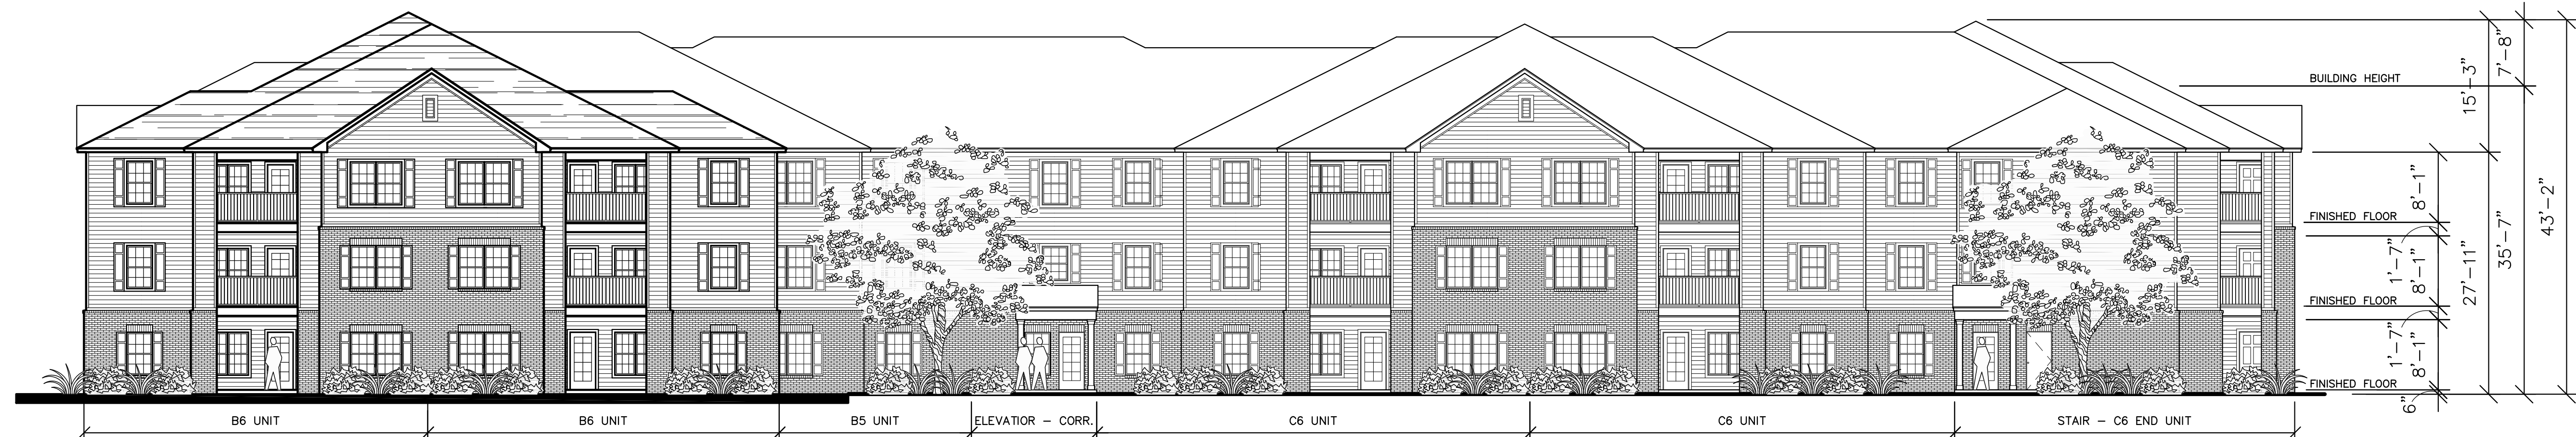 BUILDING HEIGHT
7'-8"
15'-3"
8'-1"
43'-2"
FINISHED FLOOR
35'-7"
1'-7"
8'-1"
27'-11"
FINISHED FLOOR
1'-7"
8'-1"
FINISHED FLOOR
6"
B6 UNIT
B6 UNIT
B5 UNIT
ELEVATIOR - CORR.
C6 UNIT
C6 UNIT
STAIR - C6 END UNIT